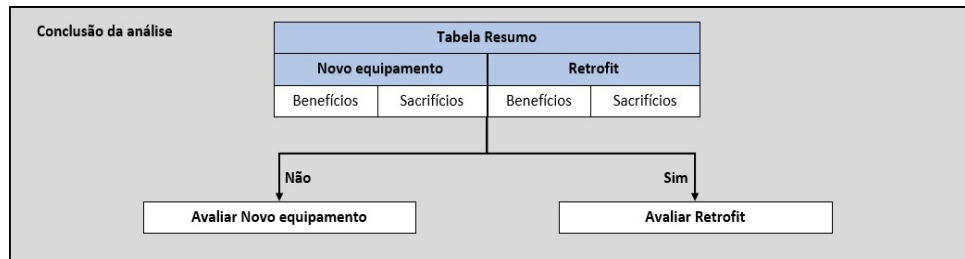 Conclusão da análise
Tabela Resumo
Novo equipamento Retrofit
Benefícios Sacrifícios Benefícios Sacrifícios
Não Sim
Avaliar Novo equipamento Avaliar Retrofit